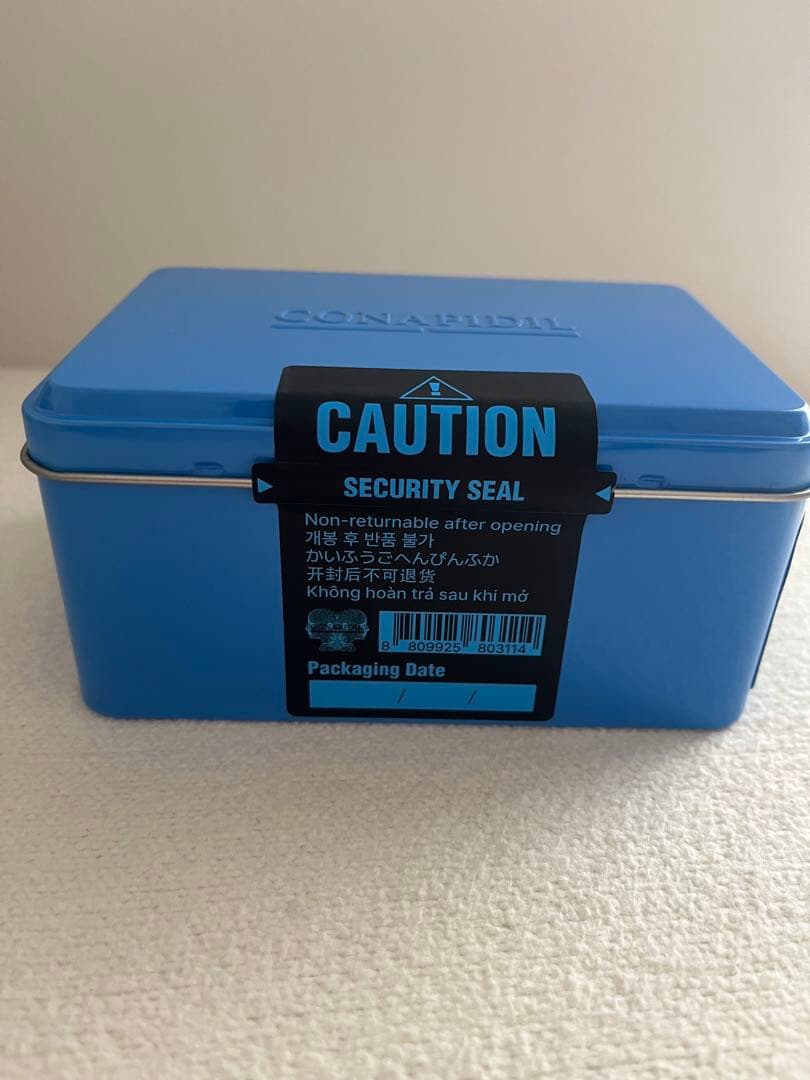 CONAPIDIL
CAUTION
SECURITY SEAL
Non-returnable after opening
개봉 후 반품 불가
かいふうごへんぴんふか
开封后不可退货
Không hoàn trả sau khi mở
8 809925 803114
Packaging Date
/ /